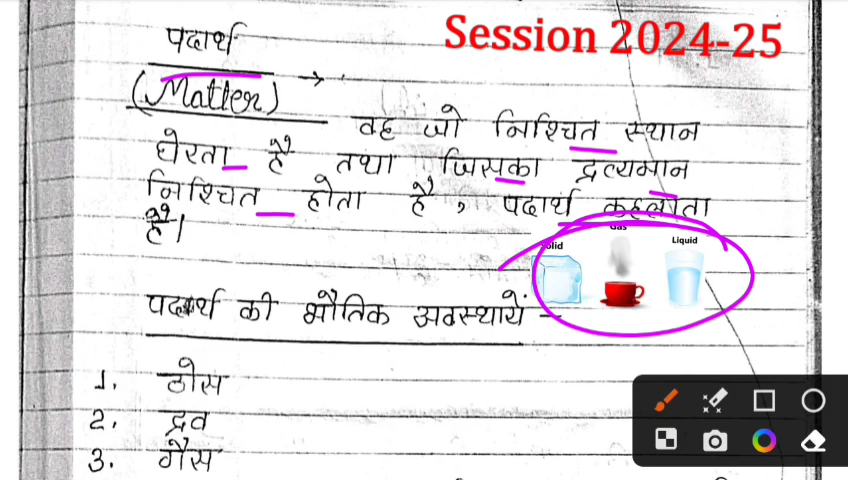 Session 2024-25
पदार्थ
(Matter) →
वह जो निश्चित स्थान
घेरता है तथा जिसका द्रव्यमान
निश्चित होता है, पदार्थ कहलाता
है।
Solid Gas Liquid
पदार्थ की भौतिक अवस्थायें -
1. ठोस
2. द्रव
3. गैस